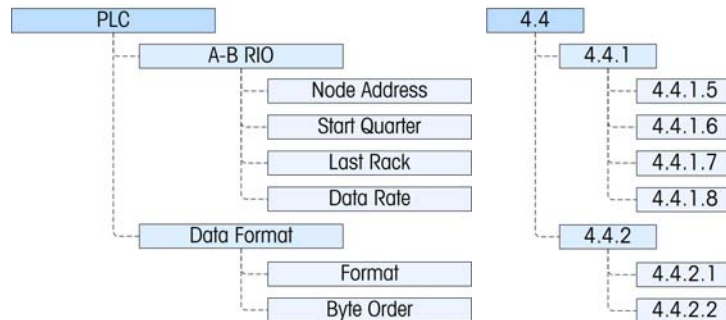 PLC 4.4
A-B RIO 4.4.1
Node Address 4.4.1.5
Start Quarter 4.4.1.6
Last Rack 4.4.1.7
Data Rate 4.4.1.8
Data Format 4.4.2
Format 4.4.2.1
Byte Order 4.4.2.2